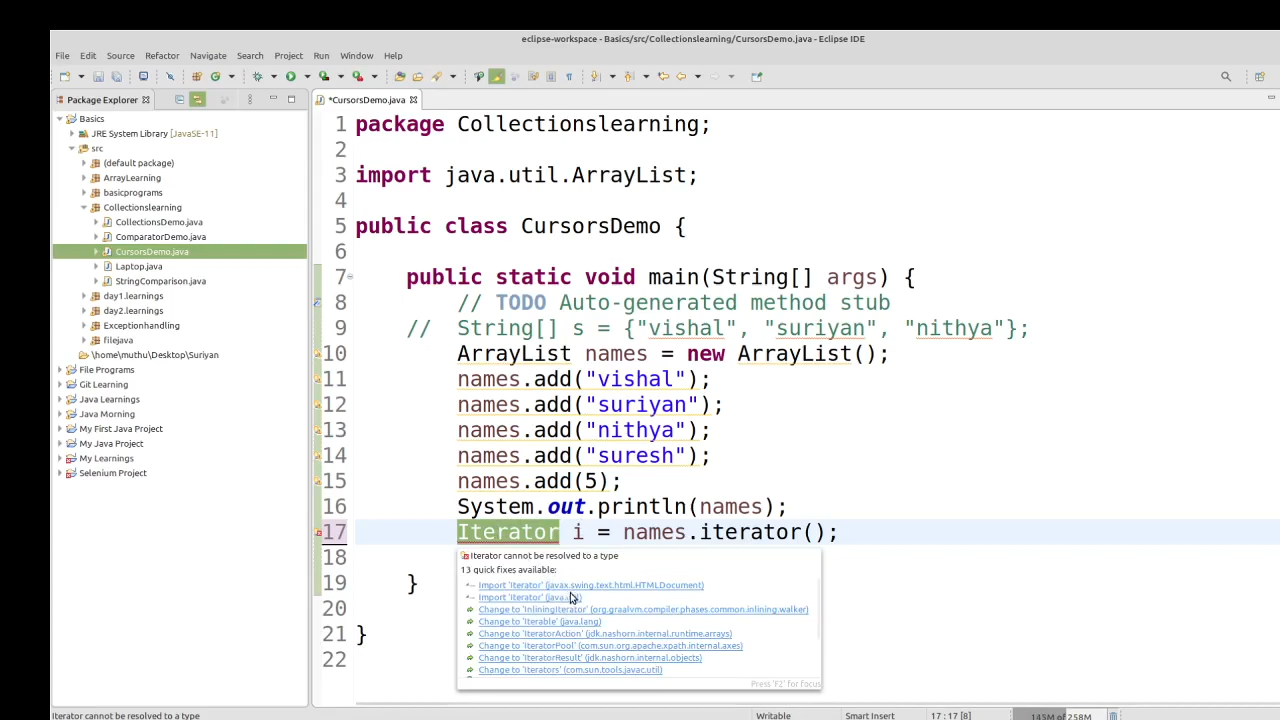 eclipse-workspace - Basics/src/Collectionslearning/CursorsDemo.java - Eclipse IDE
File Edit Source Refactor Navigate Search Project Run Window Help
Package Explorer
*CursorsDemo.java
Basics
JRE System Library [JavaSE-11]
src
(default package)
ArrayLearning
basicprograms
Collectionslearning
CollectionsDemo.java
ComparatorDemo.java
CursorsDemo.java
Laptop.java
StringComparison.java
day1.learnings
day2.learnings
Exceptionhandling
filejava
\home\muthu\Desktop\Suriyan
File Programs
Git Learning
Java Learnings
Java Morning
My First Java Project
My Java Project
My Learnings
Selenium Project
1 package Collectionslearning;
2
3 import java.util.ArrayList;
4
5 public class CursorsDemo {
6
7 public static void main(String[] args) {
8 // TODO Auto-generated method stub
9 // String[] s = {"vishal", "suriyan", "nithya"};
10 ArrayList names = new ArrayList();
11 names.add("vishal");
12 names.add("suriyan");
13 names.add("nithya");
14 names.add("suresh");
15 names.add(5);
16 System.out.println(names);
17 Iterator i = names.iterator();
18
19 }
20
21 }
22
Iterator cannot be resolved to a type
13 quick fixes available:
Import 'Iterator' (javax.swing.text.html.HTMLDocument)
Import 'Iterator'
Change to 'InliningIterator' (org.graalvm.compiler.phases.common.inlining.walker)
Change to 'Iterable' (java.lang)
Change to 'IteratorAction' (jdk.nashorn.internal.runtime.arrays)
Change to 'IteratorPool' (com.sun.org.apache.xpath.internal.axes)
Change to 'IteratorResult' (jdk.nashorn.internal.objects)
Change to 'Iterators' (com.sun.tools.javac.util)
Press 'F2' for focus
Iterator cannot be resolved to a type
Writable
Smart Insert
17 : 17 [8]
145M of 258M